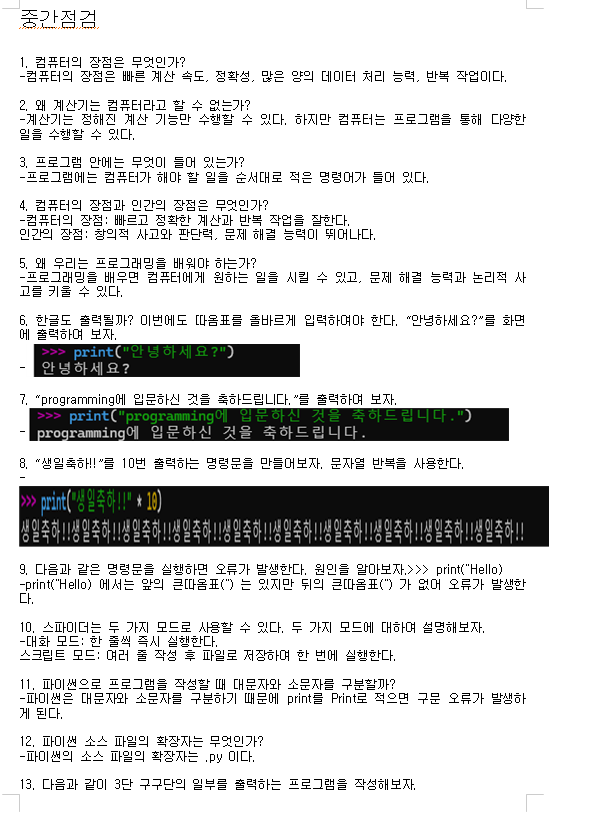 중간점검
1. 컴퓨터의 장점은 무엇인가?
-컴퓨터의 장점은 빠른 계산 속도, 정확성, 많은 양의 데이터 처리 능력, 반복 작업이다.
2. 왜 계산기는 컴퓨터라고 할 수 없는가?
-계산기는 정해진 계산 기능만 수행할 수 있다. 하지만 컴퓨터는 프로그램을 통해 다양한
일을 수행할 수 있다.
3. 프로그램 안에는 무엇이 들어 있는가?
-프로그램에는 컴퓨터가 해야 할 일을 순서대로 적은 명령어가 들어 있다.
4. 컴퓨터의 장점과 인간의 장점은 무엇인가?
-컴퓨터의 장점: 빠르고 정확한 계산과 반복 작업을 잘한다.
인간의 장점: 창의적 사고와 판단력, 문제 해결 능력이 뛰어나다.
5. 왜 우리는 프로그래밍을 배워야 하는가?
-프로그래밍을 배우면 컴퓨터에게 원하는 일을 시킬 수 있고, 문제 해결 능력과 논리적 사
고를 키울 수 있다.
6. 한글도 출력될까? 이번에도 따옴표를 올바르게 입력하여야 한다. “안녕하세요?”를 화면
에 출력하여 보자.
>>> print("안녕하세요?")
- 안녕하세요?
7. “programming에 입문하신 것을 축하드립니다.”를 출력하여 보자.
>>> print("programming에 입문하신 것을 축하드립니다.")
- programming에 입문하신 것을 축하드립니다.
8. “생일축하!!”를 10번 출력하는 명령문을 만들어보자. 문자열 반복을 사용한다.
-
>>> print("생일축하!!" * 10)
생일축하!!생일축하!!생일축하!!생일축하!!생일축하!!생일축하!!생일축하!!생일축하!!생일축하!!생일축하!!
9. 다음과 같은 명령문을 실행하면 오류가 발생한다. 원인을 알아보자.>>> print("Hello)
-print("Hello) 에서는 앞의 큰따옴표(") 는 있지만 뒤의 큰따옴표(") 가 없어 오류가 발생한
다.
10. 스파이더는 두 가지 모드로 사용할 수 있다. 두 가지 모드에 대하여 설명해보자.
-대화 모드: 한 줄씩 즉시 실행한다.
스크립트 모드: 여러 줄 작성 후 파일로 저장하여 한 번에 실행한다.
11. 파이썬으로 프로그램을 작성할 때 대문자와 소문자를 구분할까?
-파이썬은 대문자와 소문자를 구분하기 때문에 print를 Print로 적으면 구문 오류가 발생하
게 된다.
12. 파이썬 소스 파일의 확장자는 무엇인가?
-파이썬의 소스 파일의 확장자는 .py 이다.
13. 다음과 같이 3단 구구단의 일부를 출력하는 프로그램을 작성해보자.